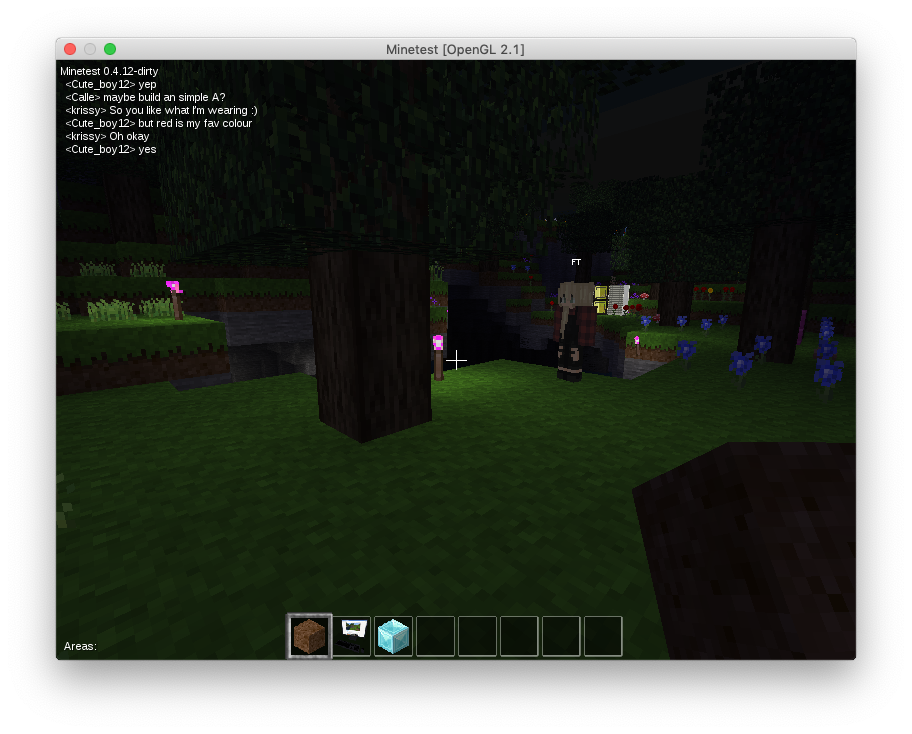 Minetest [OpenGL 2.1]
Minetest 0.4.12-dirty
<Cute_boy12> yep
<Calle> maybe build an simple A?
<krissy> So you like what I'm wearing :)
<Cute_boy12> but red is my fav colour
<krissy> Oh okay
<Cute_boy12> yes
FT
Areas: